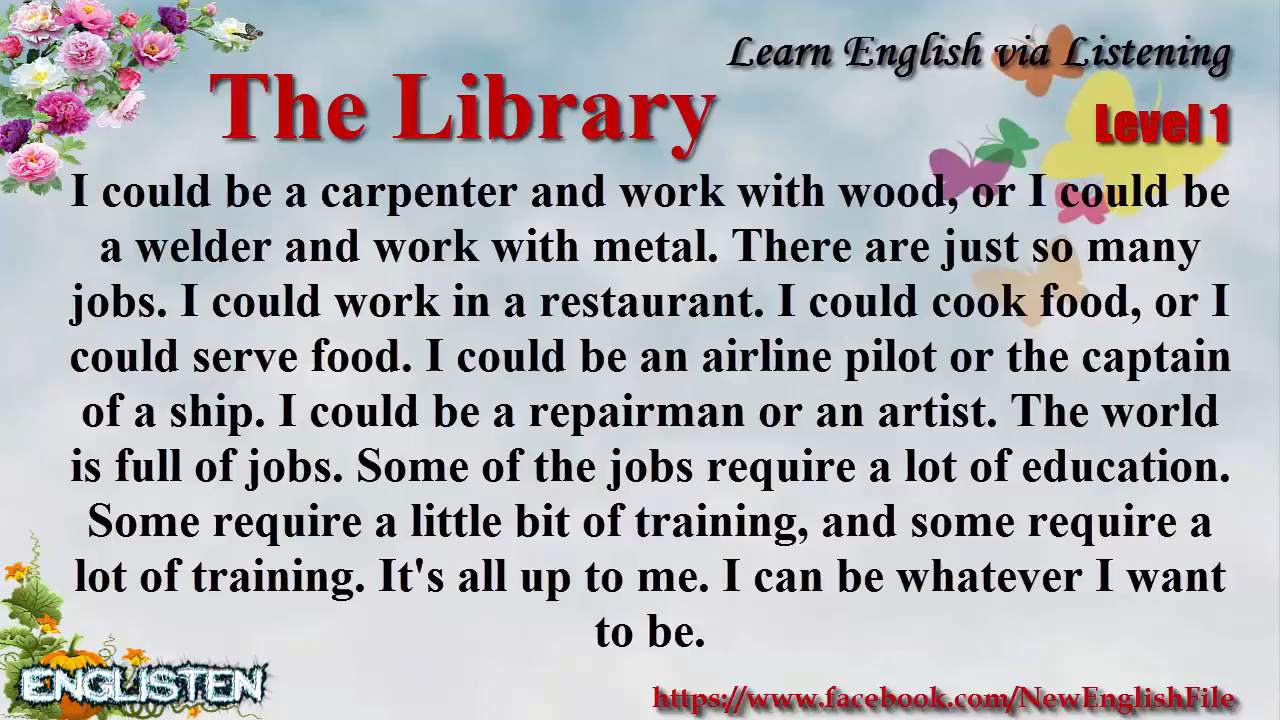 Learn English via Listening
The Library
Level 1
I could be a carpenter and work with wood, or I could be
a welder and work with metal. There are just so many
jobs. I could work in a restaurant. I could cook food, or I
could serve food. I could be an airline pilot or the captain
of a ship. I could be a repairman or an artist. The world
is full of jobs. Some of the jobs require a lot of education.
Some require a little bit of training, and some require a
lot of training. It's all up to me. I can be whatever I want
to be.
ENGLISTEN
https://www.facebook.com/NewEnglishFile